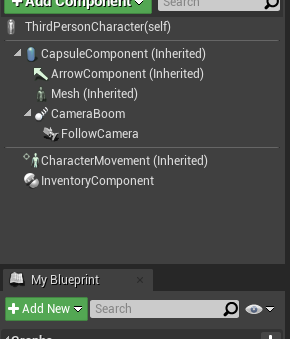 Add Component
Search
ThirdPersonCharacter(self)
CapsuleComponent (Inherited)
ArrowComponent (Inherited)
Mesh (Inherited)
CameraBoom
FollowCamera
CharacterMovement (Inherited)
InventoryComponent
My Blueprint
Add New
Search
Graphs